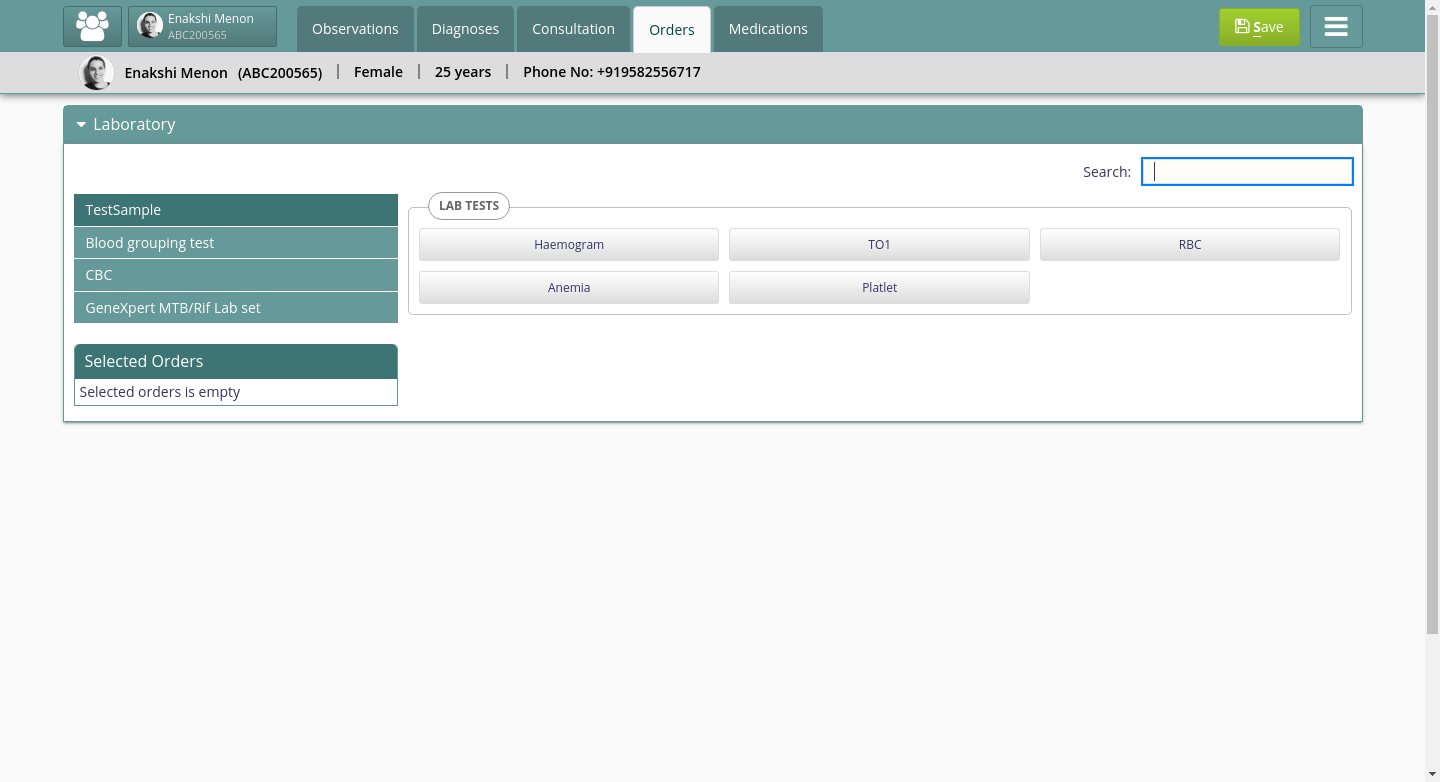 Enakshi Menon
ABC200565
Observations
Diagnoses
Consultation
Orders
Medications
Save
Enakshi Menon (ABC200565) | Female | 25 years | Phone No: +919582556717
Laboratory
Search:
TestSample
Blood grouping test
CBC
GeneXpert MTB/Rif Lab set
LAB TESTS
Haemogram
TO1
RBC
Anemia
Platlet
Selected Orders
Selected orders is empty